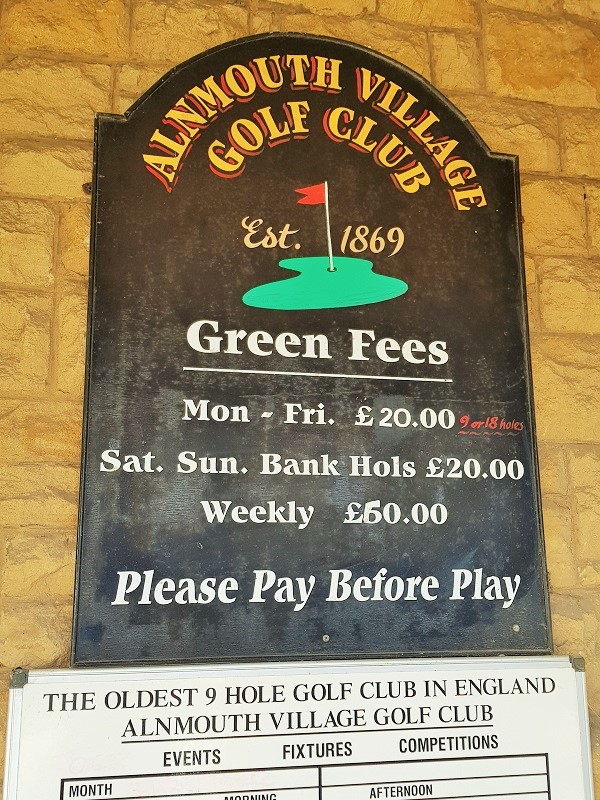 ALNMOUTH VILLAGE
GOLF CLUB
Est. 1869
Green Fees
Mon - Fri. £20.00 9 or 18 holes
Sat. Sun. Bank Hols £20.00
Weekly £60.00
Please Pay Before Play
THE OLDEST 9 HOLE GOLF CLUB IN ENGLAND
ALNMOUTH VILLAGE GOLF CLUB
EVENTS FIXTURES COMPETITIONS
MONTH MORNING AFTERNOON